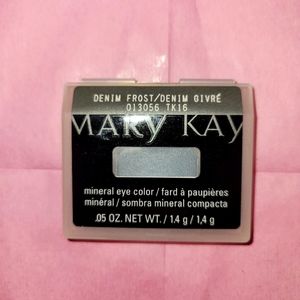 DENIM FROST/DENIM GIVRÉ
013056 TK16
MARY KAY
mineral eye color / fard à paupières
minéral / sombra mineral compacta
.05 OZ. NET WT. / 1.4 g / 1,4 g